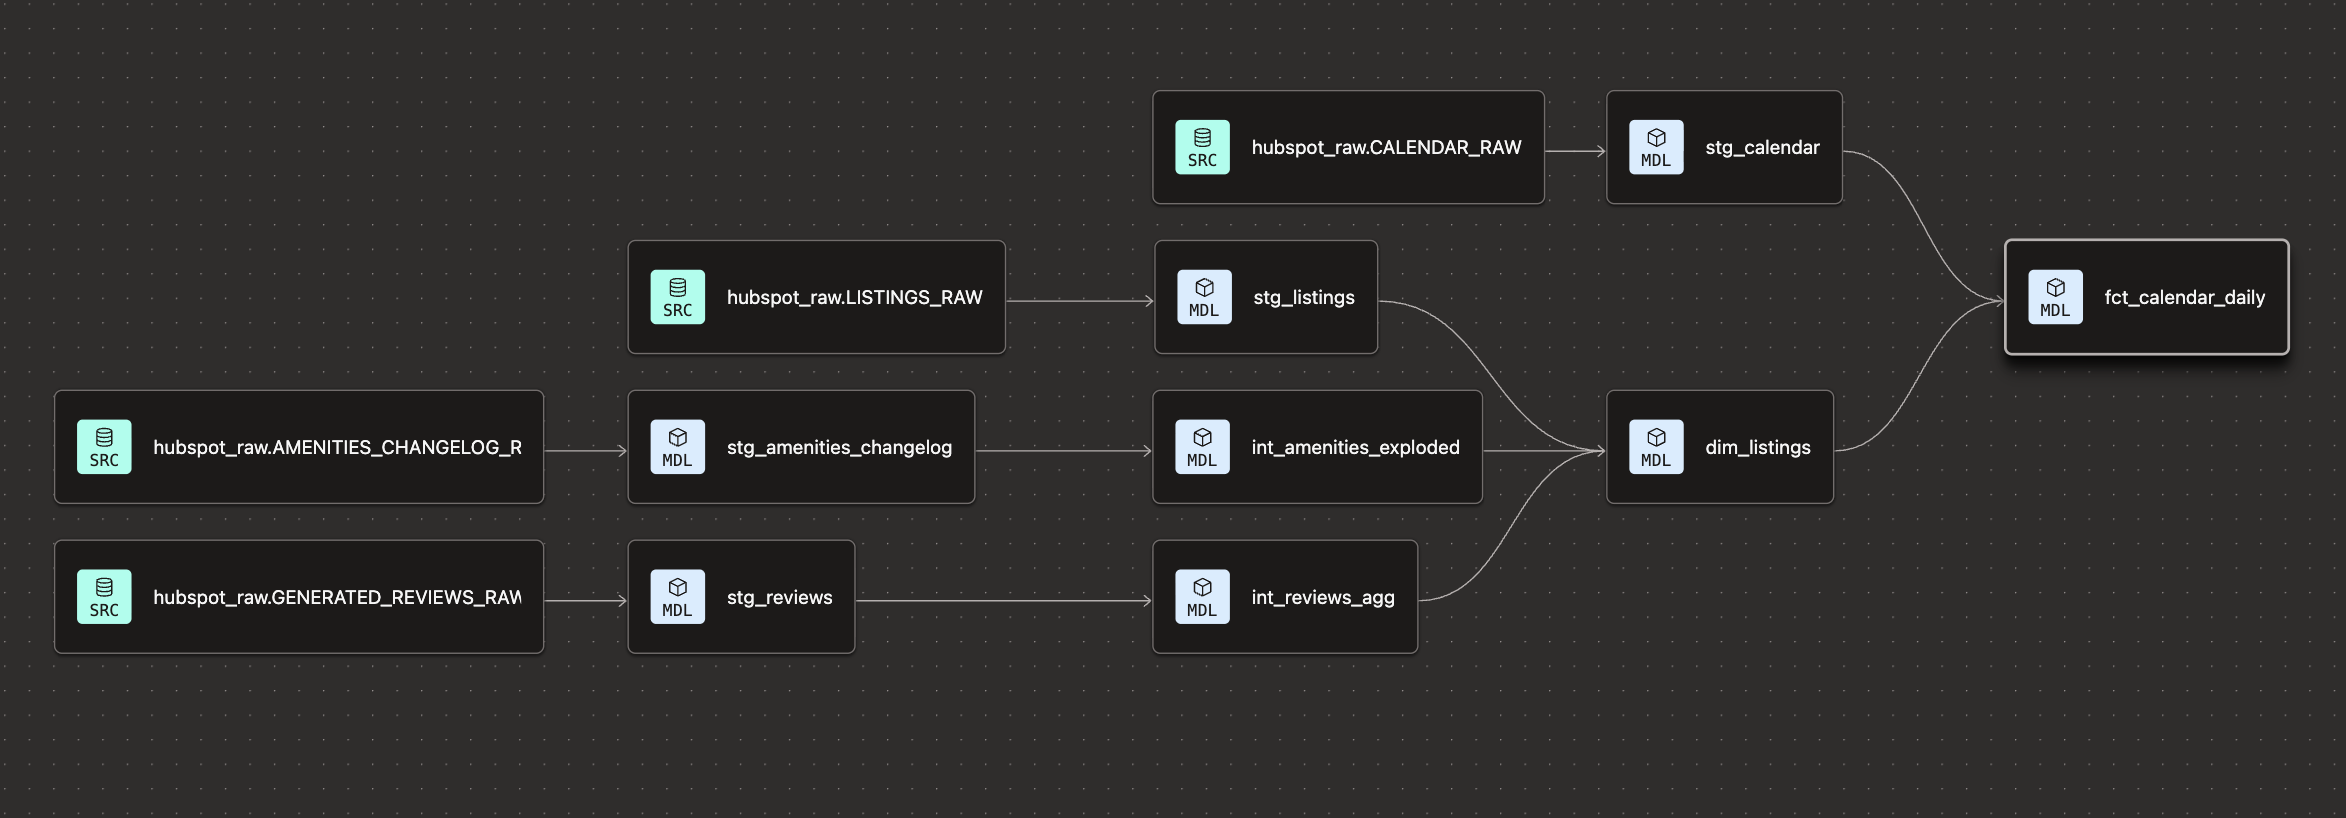 SRC
hubspot_raw.CALENDAR_RAW
MDL
stg_calendar
SRC
hubspot_raw.LISTINGS_RAW
MDL
stg_listings
MDL
fct_calendar_daily
SRC
hubspot_raw.AMENITIES_CHANGELOG_R
MDL
stg_amenities_changelog
MDL
int_amenities_exploded
MDL
dim_listings
SRC
hubspot_raw.GENERATED_REVIEWS_RAW
MDL
stg_reviews
MDL
int_reviews_agg